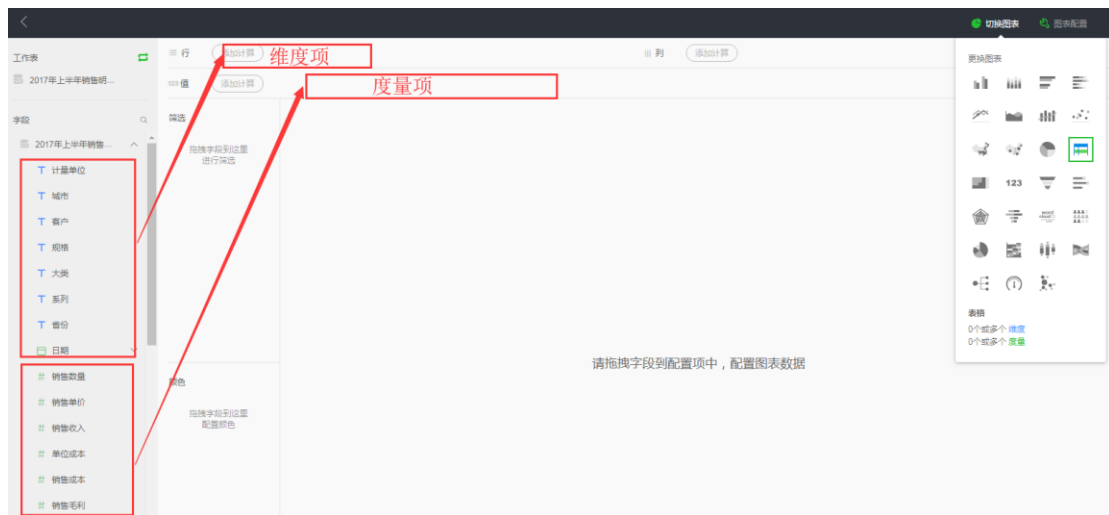 切换图表 图表配置
工作表
2017年上半年销售明...
行 添加计算 维度项 列 添加计算
123 值 添加计算 度量项
更换图表
字段
2017年上半年销售...
T 计量单位
T 城市
T 客户
T 规格
T 大类
T 系列
T 省份
日期
# 销售数量
# 销售单价
# 销售收入
# 单位成本
# 销售成本
# 销售毛利
筛选
拖拽字段到这里
进行筛选
颜色
拖拽字段到这里
配置颜色
请拖拽字段到配置项中，配置图表数据
123
word
cloud
表格
0个或多个 维度
0个或多个 度量